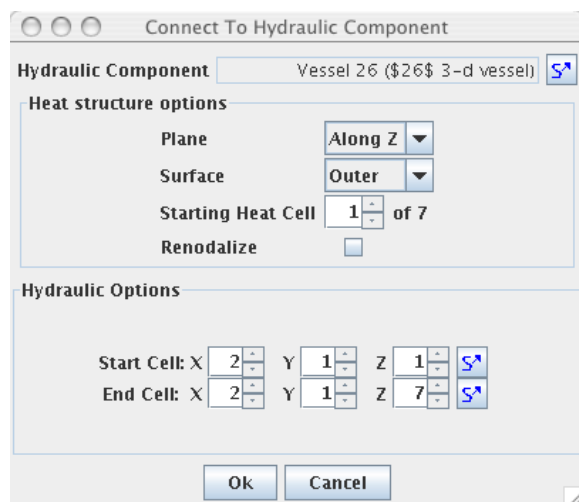 Connect To Hydraulic Component
Hydraulic Component Vessel 26 ($26$ 3-d vessel) S
Heat structure options
Plane Along Z
Surface Outer
Starting Heat Cell 1 of 7
Renodalize
Hydraulic Options
Start Cell: X 2 Y 1 Z 1 S
End Cell: X 2 Y 1 Z 7 S
Ok Cancel